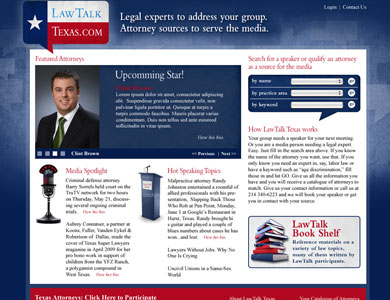 LawTalk
Texas.com
Legal experts to address your group.
Attorney sources to serve the media.
Login | Contact Us
Featured Attorneys
Upcomming Star!
Lorem ipsum dolor sit amet, consectetur adipiscing
elit. Suspendisse gravida consectetur velit, non
pulvinar ligula portitor ut. Quisque at turpis a
turpis commodo faucibus. Mauris placerat varius
condimentum. Duis non tellus sed ante euismod
sollicitudin in vitae ipsum.
View her bio.
Clint Brown
<< Previous | Next >>
Search for a speaker or qualify an attorney
as a source for the media
by name
by practice area
by keyword
How LawTalk Texas works
Your group needs a speaker for your next meeting.
Or you are a media person needing a legal expert.
Easy. Just fill in the search area above. If you know
the name of the attorney you want, use that. If you
only know you need an expert in, say, labor law or
have a keyword such as "age discrimination," fill
those in and hit GO. Give us all the information you
have and you will receive a catalogue of attorneys to
match. Give us your contact information or call us at
and we will book your speaker or get
you in contact with your source.
Media Spotlight
Criminal defense attorney
Barry Sorrels held court on the
TruTV network for two hours
on Thursday, May 21, discuss-
ing several ongoing criminal
trials. View his bio.
Aubrey Connatser, a partner at
Koons, Fuller, Vanden Eykel &
Robertson of Dallas, made the
cover of Texas Super Lawyers
magazine in April 2009 for her
pro bono work in support of
children from the YFZ Ranch,
a polygamist compound in
West Texas. View her bio.
Hot Speaking Topics
Malpractice attorney Randy
Johnston entertained a roomful of
allied professionals with his pre-
sentation, Slapping Back Those
Who Rob or Pen Point, Monday,
June 1 at Google's Restaurant in
Hurst, Texas. Randy brought his
guitar and played a couple of
blues numbers about cases he has
won...and lost. View his bio.
Lawyers Without Jobs. Why No
One Is Crying.
Uncivil Unions in a Same-Sex
World
LawTalk
Book Shelf
Reference materials on a
variety of law topics,
many of them written by
LawTalk participants.
Texas Attorneys: Click Here to Participate
About LawTalk Texas
Your Catalogue of Attorneys